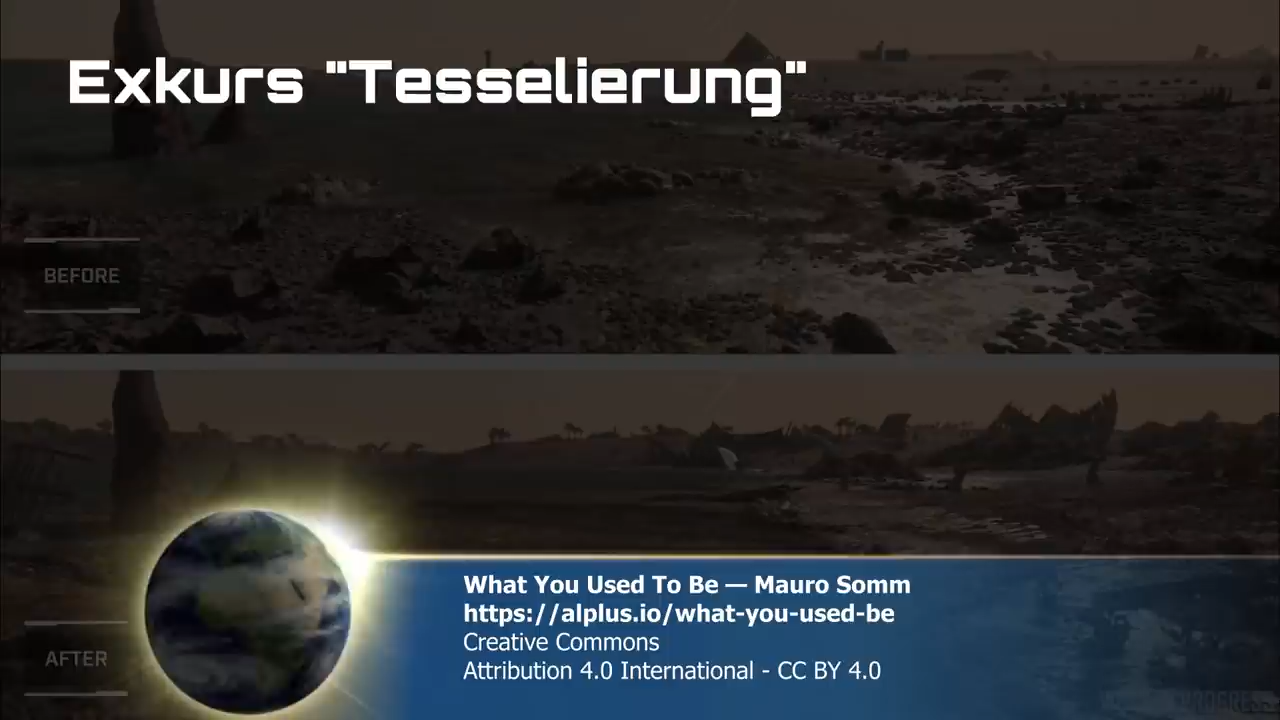 Exkurs "Tesselierung"
BEFORE
What You Used To Be — Mauro Somm
https://alplus.io/what-you-used-be
Creative Commons
Attribution 4.0 International - CC BY 4.0
AFTER